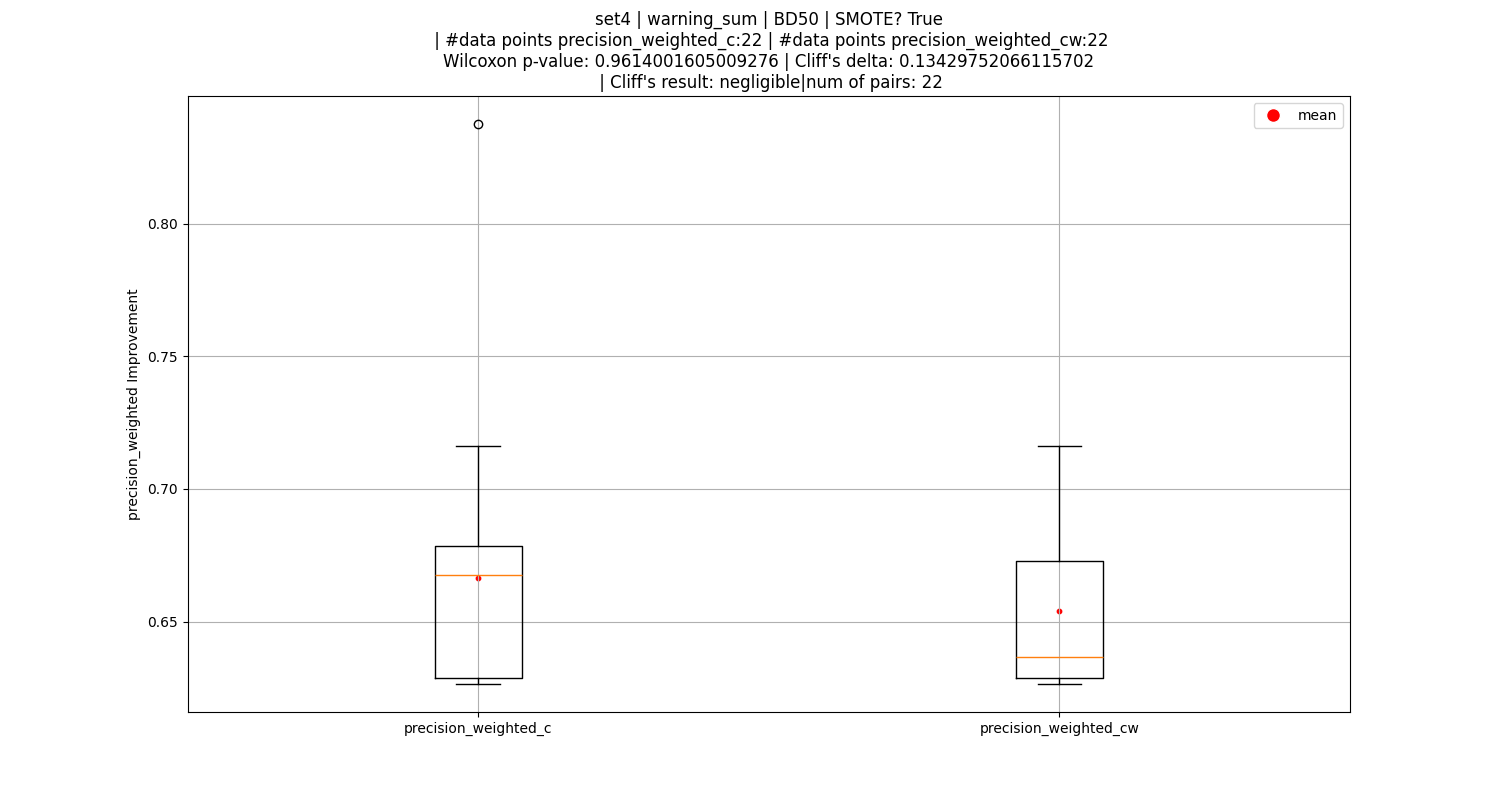 set4 | warning_sum | BD50 | SMOTE? True
| #data points precision_weighted_c:22 | #data points precision_weighted_cw:22
Wilcoxon p-value: 0.9614001605009276 | Cliff's delta: 0.13429752066115702
| Cliff's result: negligible|num of pairs: 22
mean
0.80
0.75
0.70
0.65
precision_weighted Improvement
precision_weighted_c
precision_weighted_cw